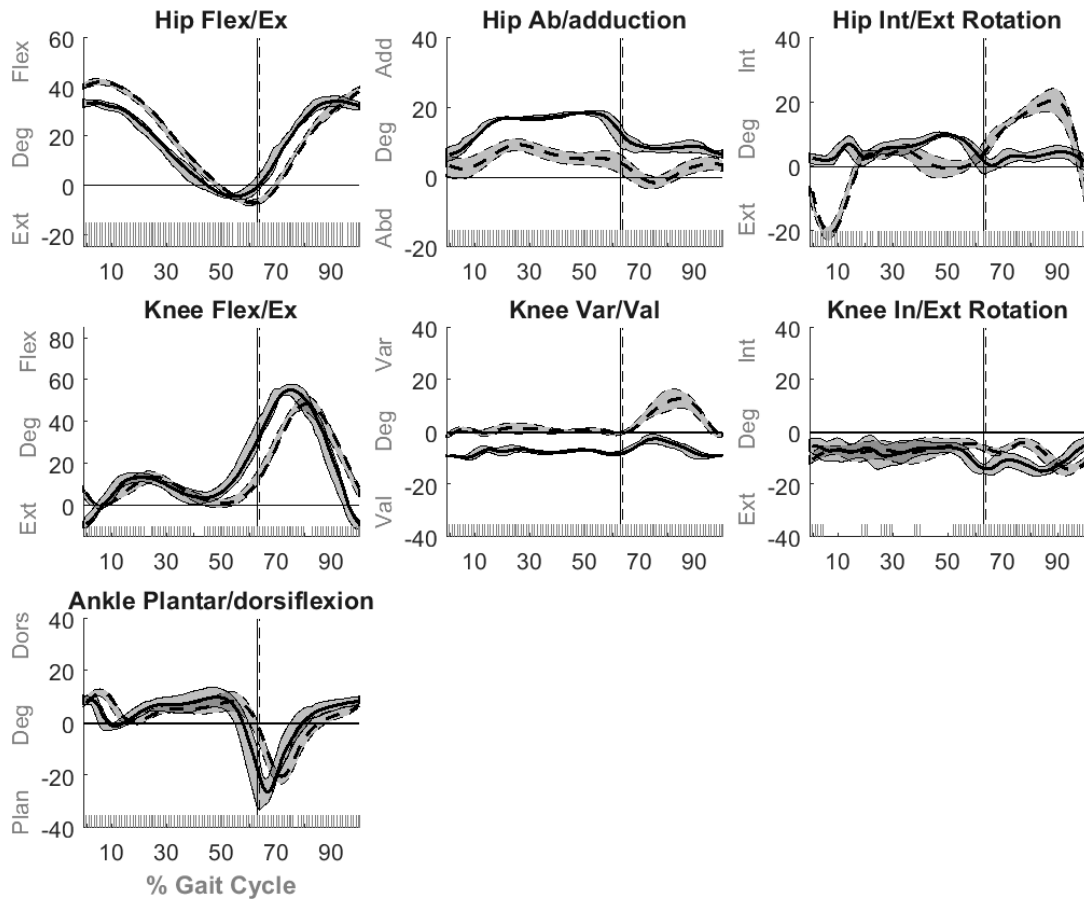 Hip Flex/Ex
Hip Ab/adduction
Hip Int/Ext Rotation
60
40
20
0
-20
Flex
Deg
Ext
10
30
50
70
90
40
20
0
-20
Add
Deg
Abd
10
30
50
70
90
40
20
0
-20
Int
Deg
Ext
10
30
50
70
90
Knee Flex/Ex
Knee Var/Val
Knee In/Ext Rotation
80
60
40
20
0
Flex
Deg
Ext
10
30
50
70
90
40
20
0
-20
-40
Var
Deg
Val
10
30
50
70
90
40
20
0
-20
-40
Int
Deg
Ext
10
30
50
70
90
Ankle Plantar/dorsiflexion
40
20
0
-20
-40
Dors
Deg
Plan
10
30
50
70
90
% Gait Cycle